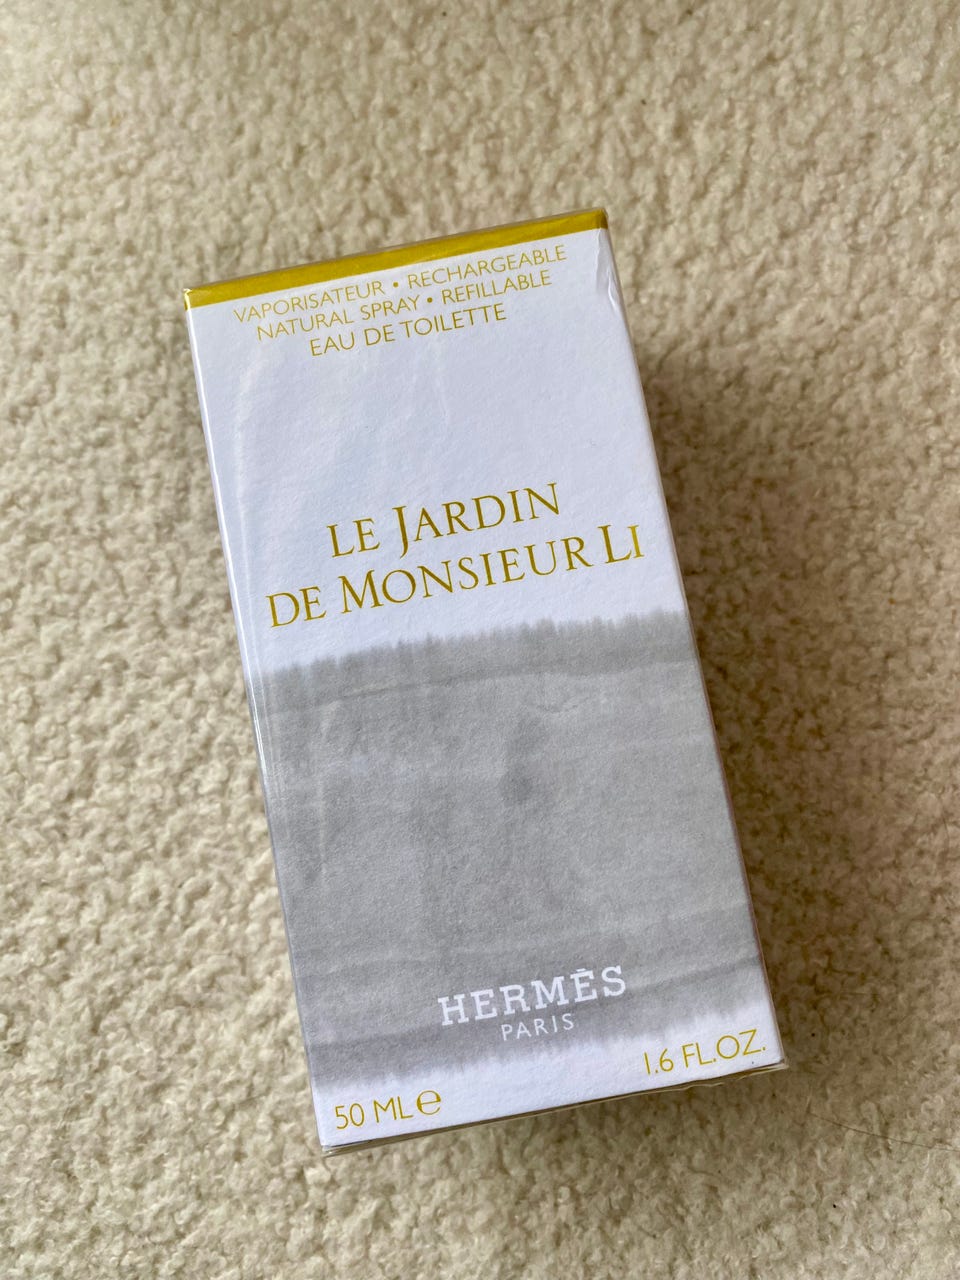 VAPORISATEUR • RECHARGEABLE
NATURAL SPRAY • REFILLABLE
EAU DE TOILETTE
LE JARDIN
DE MONSIEUR LI
HERMÈS
PARIS
50 ML ℮
1.6 FL.OZ.